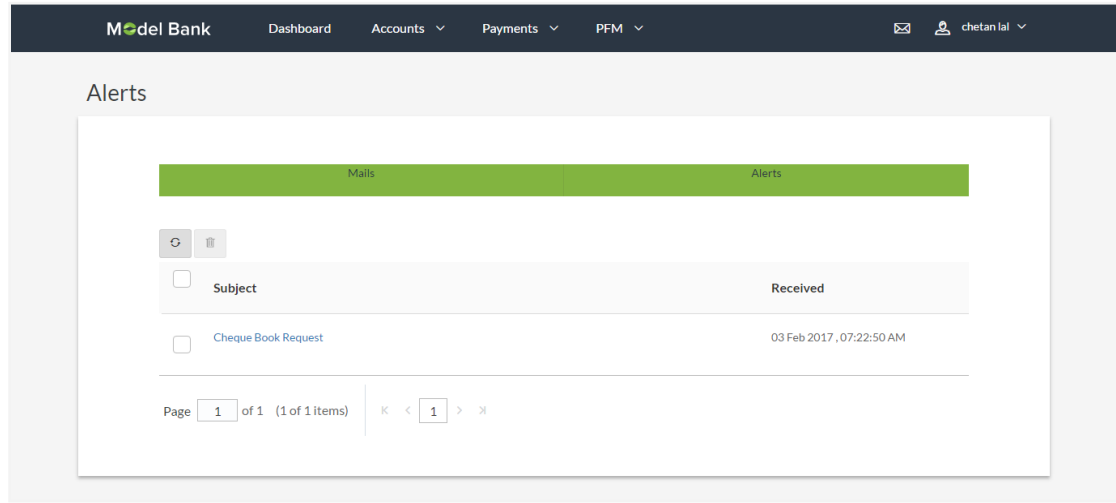 Model Bank Dashboard Accounts Payments PFM chetan lal
Alerts
Mails Alerts
Subject Received
Cheque Book Request 03 Feb 2017 , 07:22:50 AM
Page 1 of 1 (1 of 1 items) 1